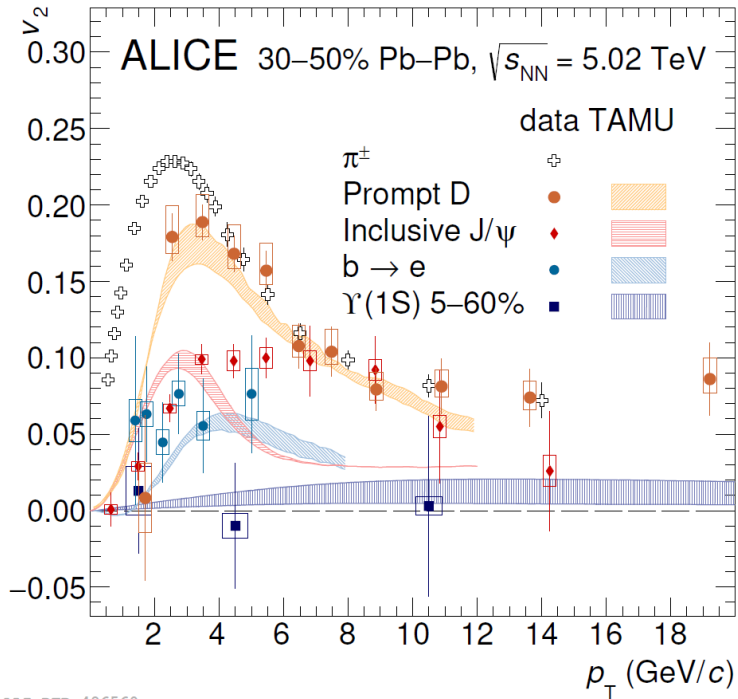 v₂
0.30
ALICE 30–50% Pb–Pb, √s_NN = 5.02 TeV
0.25
data TAMU
π±
0.20
Prompt D
Inclusive J/ψ
0.15
b → e
ϒ(1S) 5–60%
0.10
0.05
0.00
−0.05
2 4 6 8 10 12 14 16 18
p_T (GeV/c)